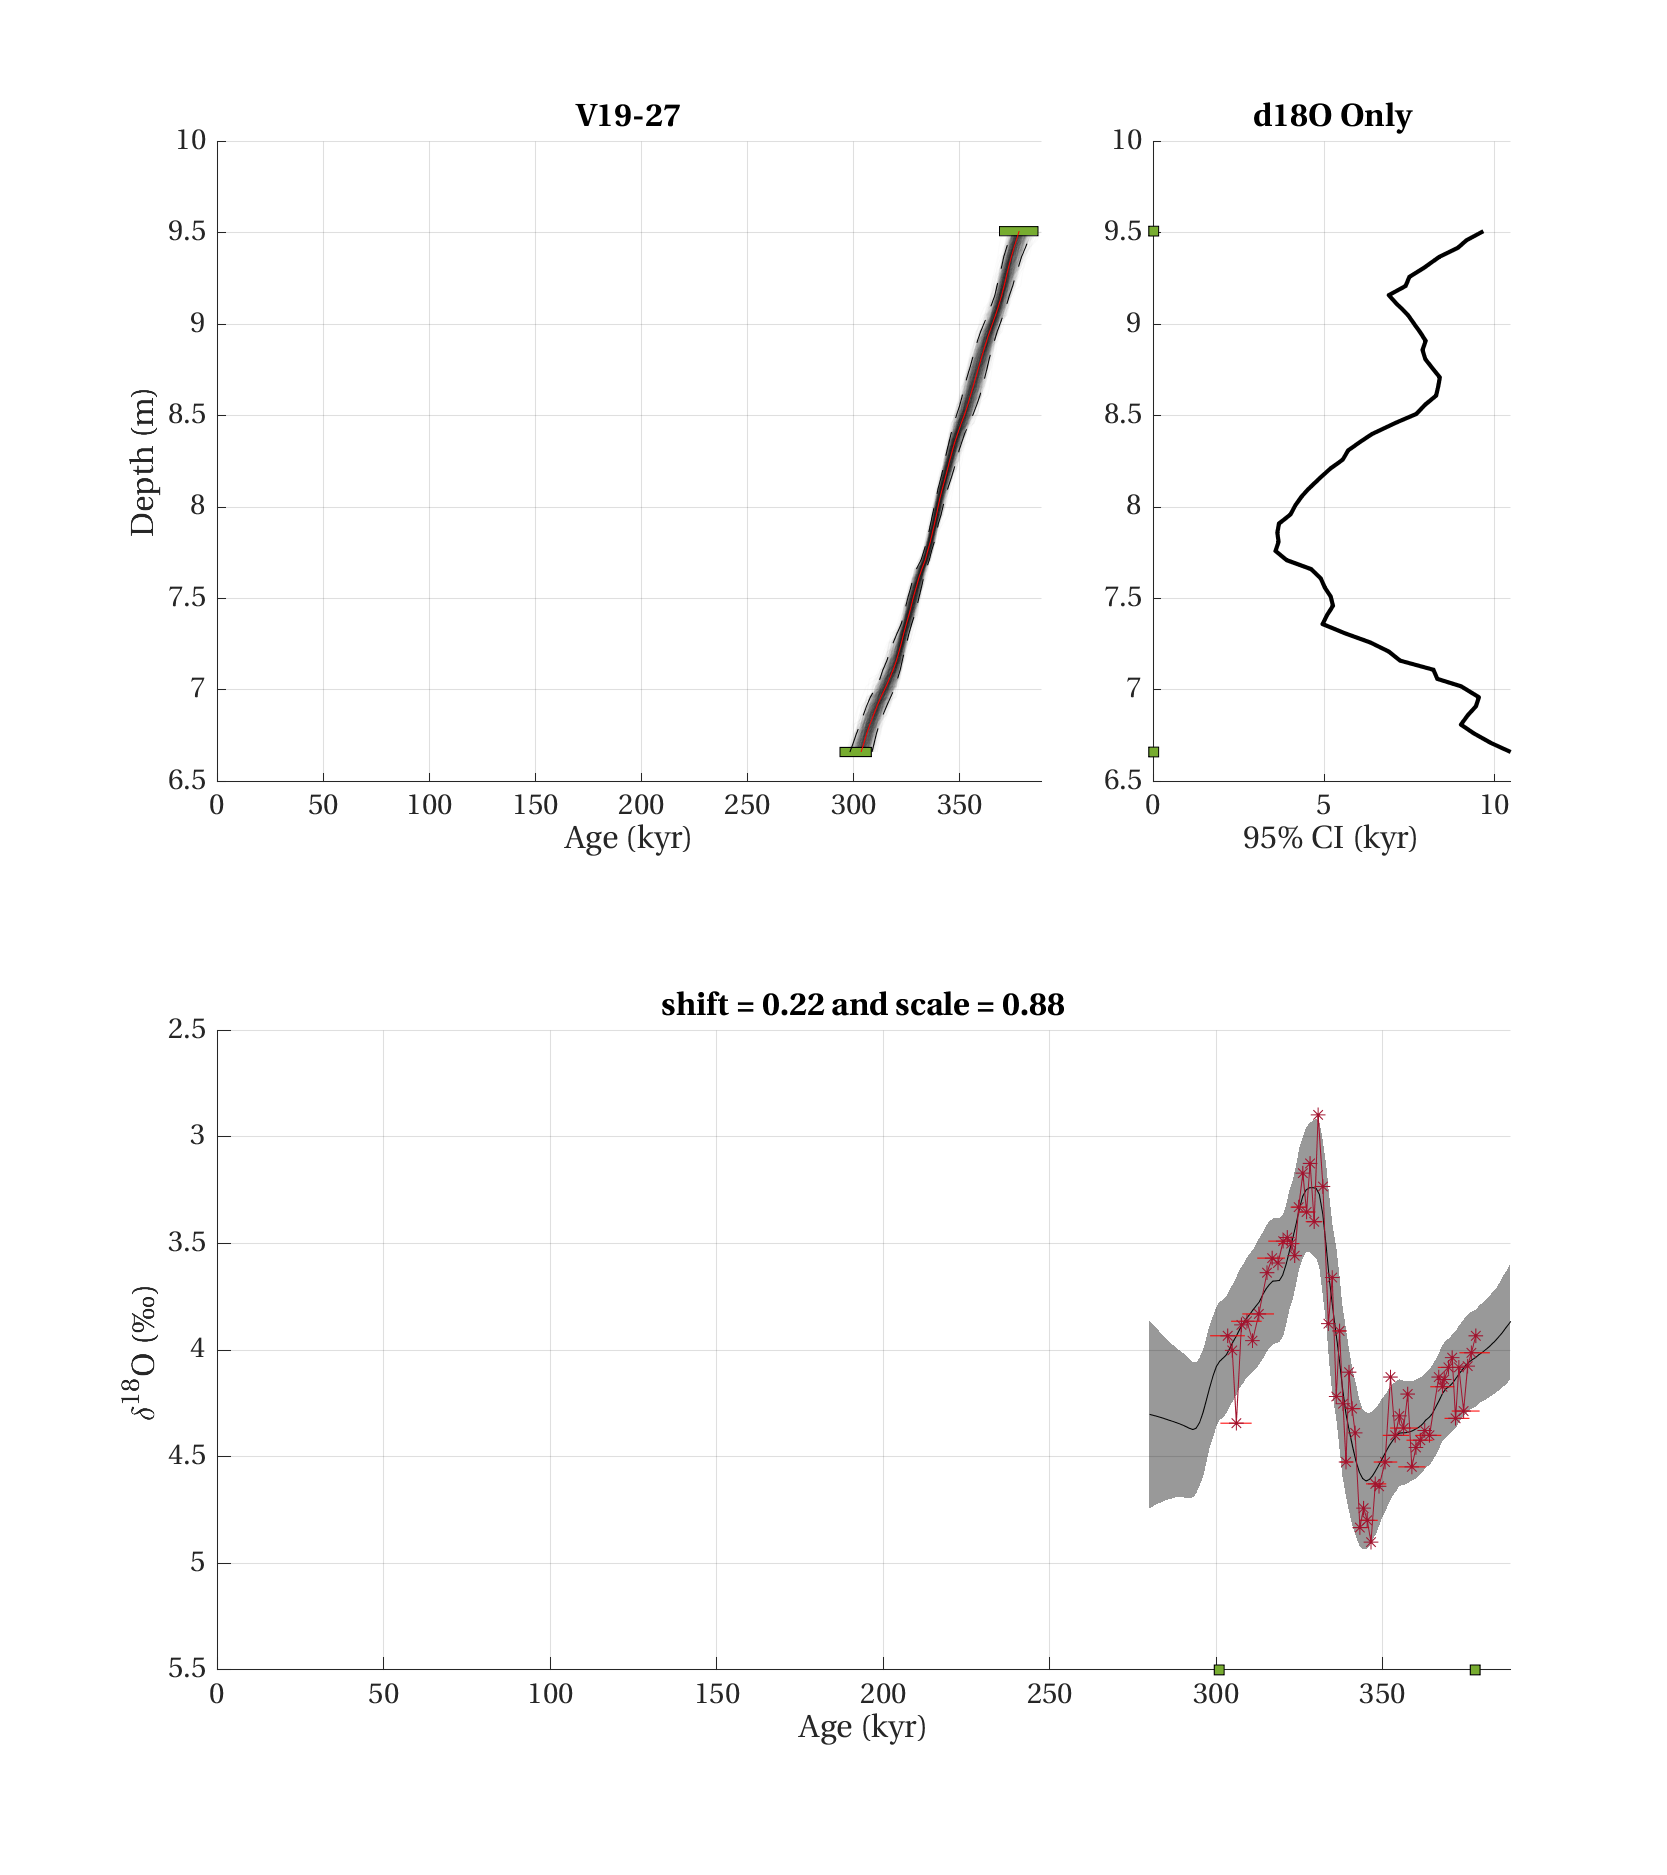 V19-27
10
9.5
9
8.5
8
7.5
7
6.5
Depth (m)
0 50 100 150 200 250 300 350
Age (kyr)
d18O Only
10
9.5
9
8.5
8
7.5
7
6.5
0 5 10
95% CI (kyr)
shift = 0.22 and scale = 0.88
2.5
3
3.5
4
4.5
5
5.5
δ18O (‰)
0 50 100 150 200 250 300 350
Age (kyr)